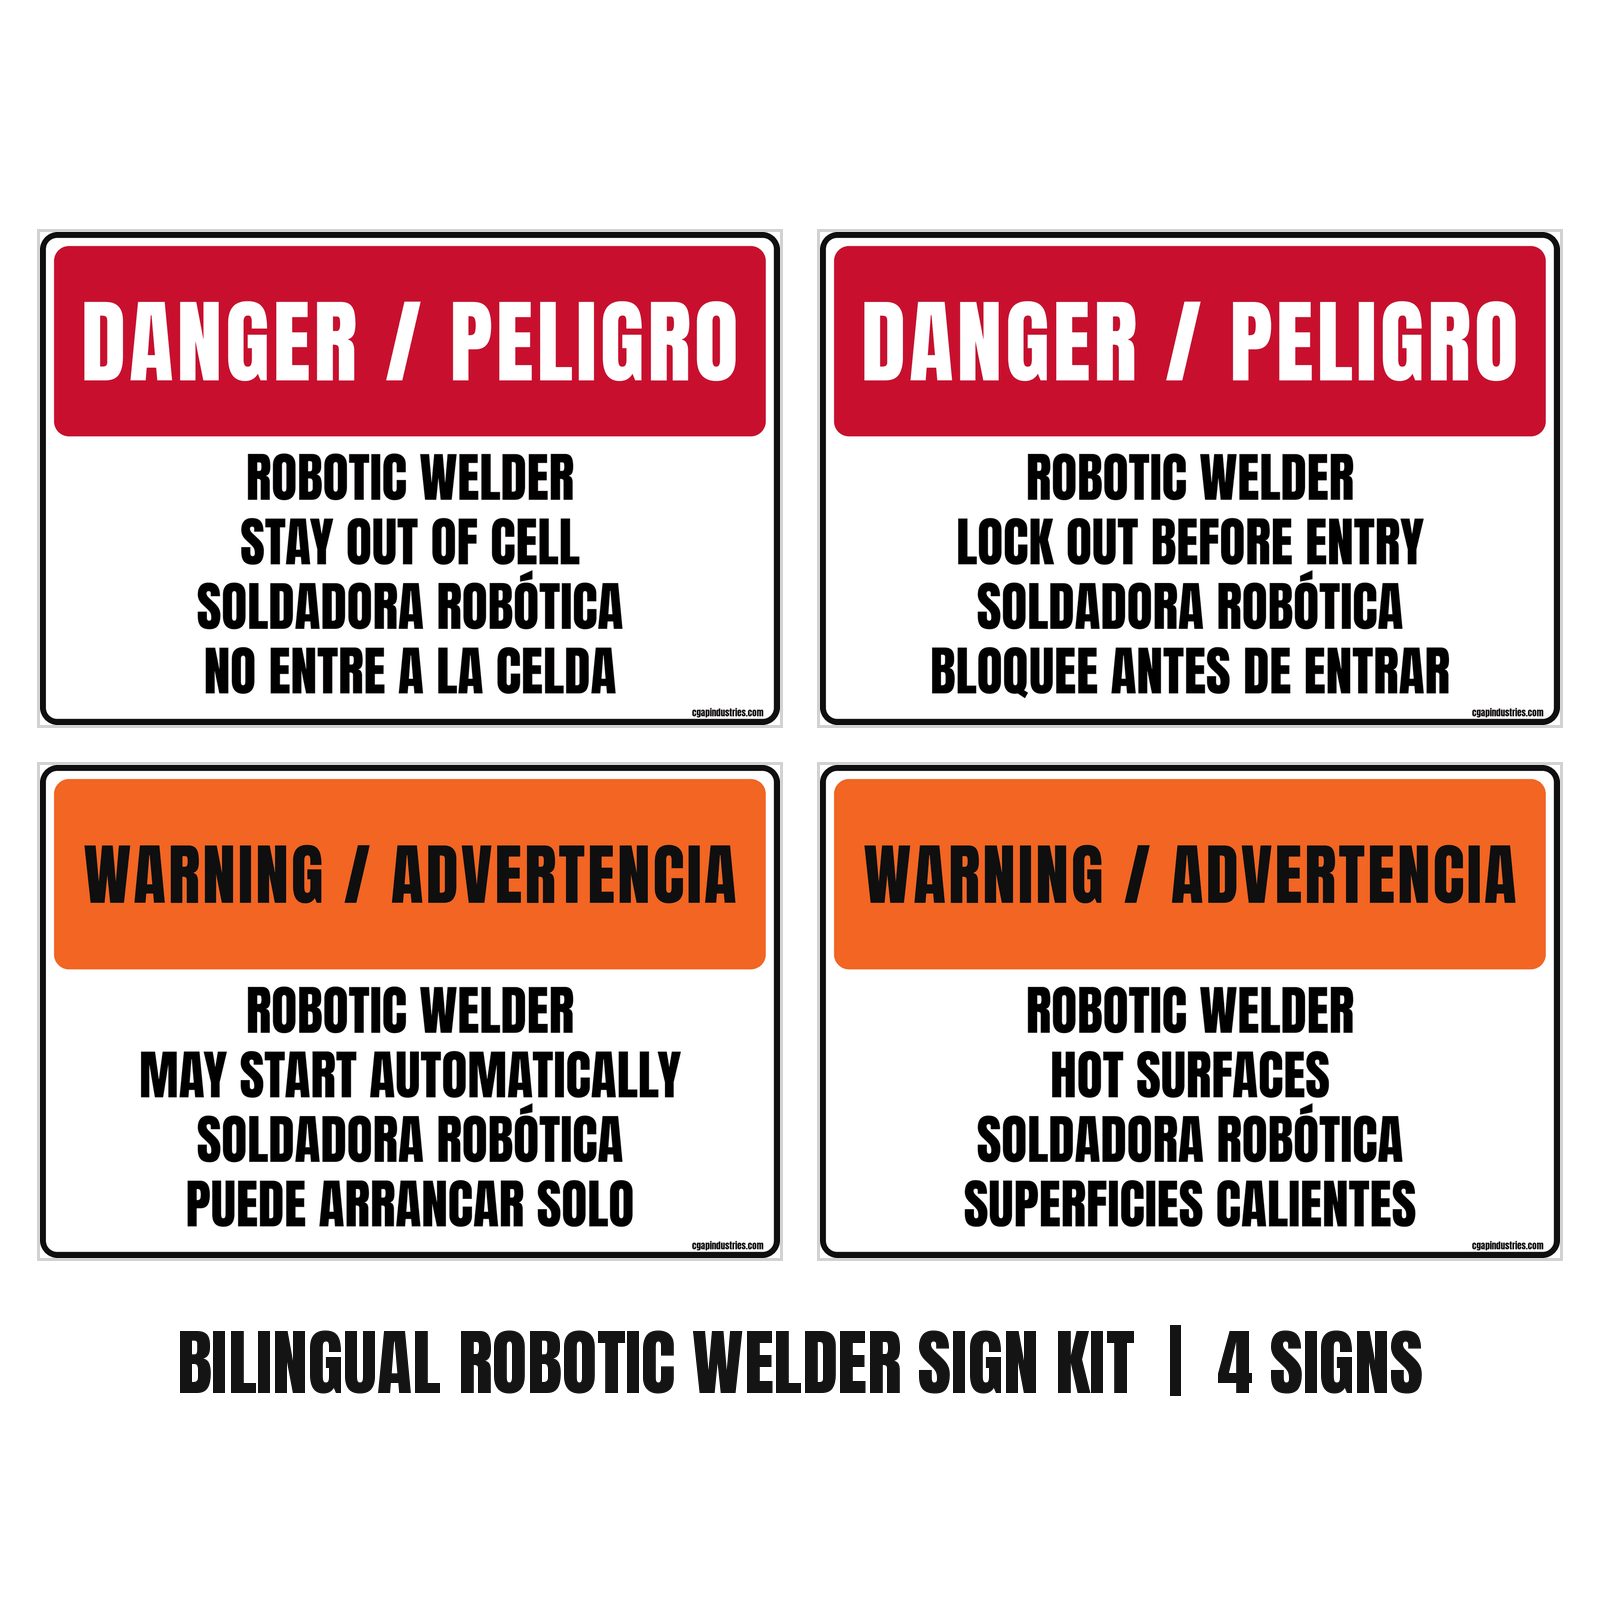 DANGER / PELIGRO
ROBOTIC WELDER
STAY OUT OF CELL
SOLDADORA ROBÓTICA
NO ENTRE A LA CELDA
cgapindustries.com
DANGER / PELIGRO
ROBOTIC WELDER
LOCK OUT BEFORE ENTRY
SOLDADORA ROBÓTICA
BLOQUEE ANTES DE ENTRAR
cgapindustries.com
WARNING / ADVERTENCIA
ROBOTIC WELDER
MAY START AUTOMATICALLY
SOLDADORA ROBÓTICA
PUEDE ARRANCAR SOLO
cgapindustries.com
WARNING / ADVERTENCIA
ROBOTIC WELDER
HOT SURFACES
SOLDADORA ROBÓTICA
SUPERFICIES CALIENTES
cgapindustries.com
BILINGUAL ROBOTIC WELDER SIGN KIT | 4 SIGNS